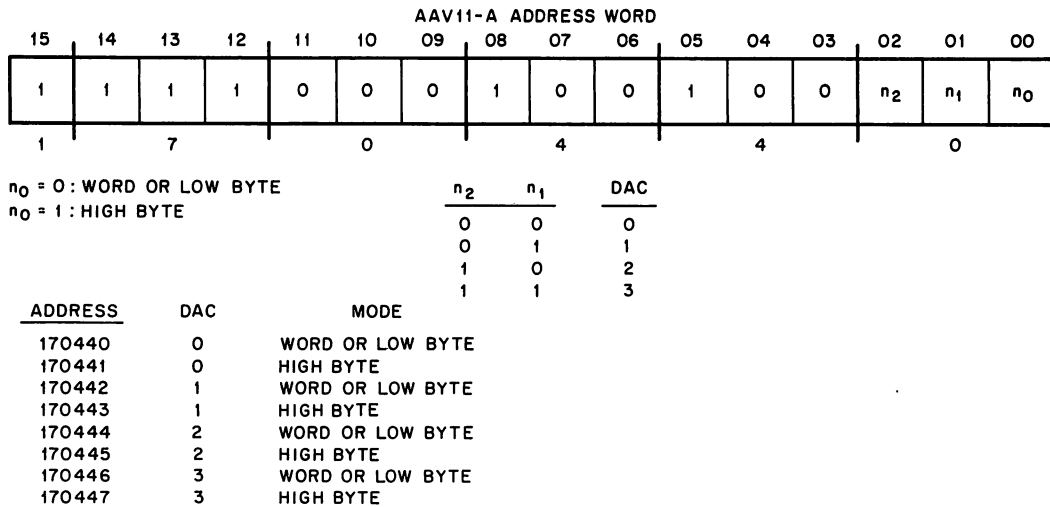 AAV11-A ADDRESS WORD
15 14 13 12 11 10 09 08 07 06 05 04 03 02 01 00
1 1 1 1 0 0 0 1 0 0 1 0 0 n2 n1 n0
1 7 0 4 4 0
n0 = 0 : WORD OR LOW BYTE
n0 = 1 : HIGH BYTE
n2 n1 DAC
0 0 0
0 1 1
1 0 2
1 1 3
ADDRESS DAC MODE
170440 0 WORD OR LOW BYTE
170441 0 HIGH BYTE
170442 1 WORD OR LOW BYTE
170443 1 HIGH BYTE
170444 2 WORD OR LOW BYTE
170445 2 HIGH BYTE
170446 3 WORD OR LOW BYTE
170447 3 HIGH BYTE